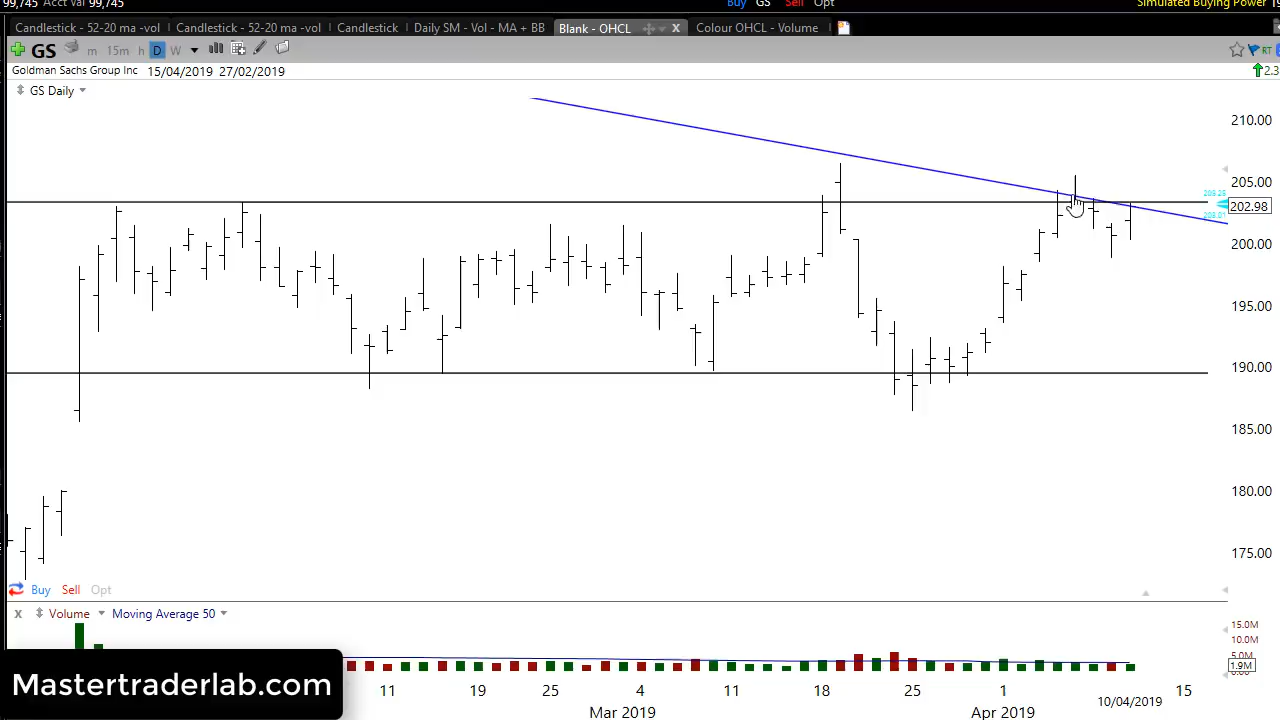 99,745 Acct Val 99,745 Buy GS Sell Opt Simulated Buying Power
Candlestick - 52-20 ma -vol Candlestick - 52-20 ma -vol Candlestick Daily SM - Vol - MA + BB Blank - OHCL X Colour OHCL - Volume
GS m 15m h D W RT
Goldman Sachs Group Inc 15/04/2019 27/02/2019 2.3
GS Daily
210.00
205.00
202.98
200.00
195.00
190.00
185.00
180.00
175.00
Buy Sell Opt
X Volume Moving Average 50
15.0M
10.0M
5.0M
1.9M
Mastertraderlab.com
11 19 25 4 11 18 25 1 15
10/04/2019
Mar 2019 Apr 2019